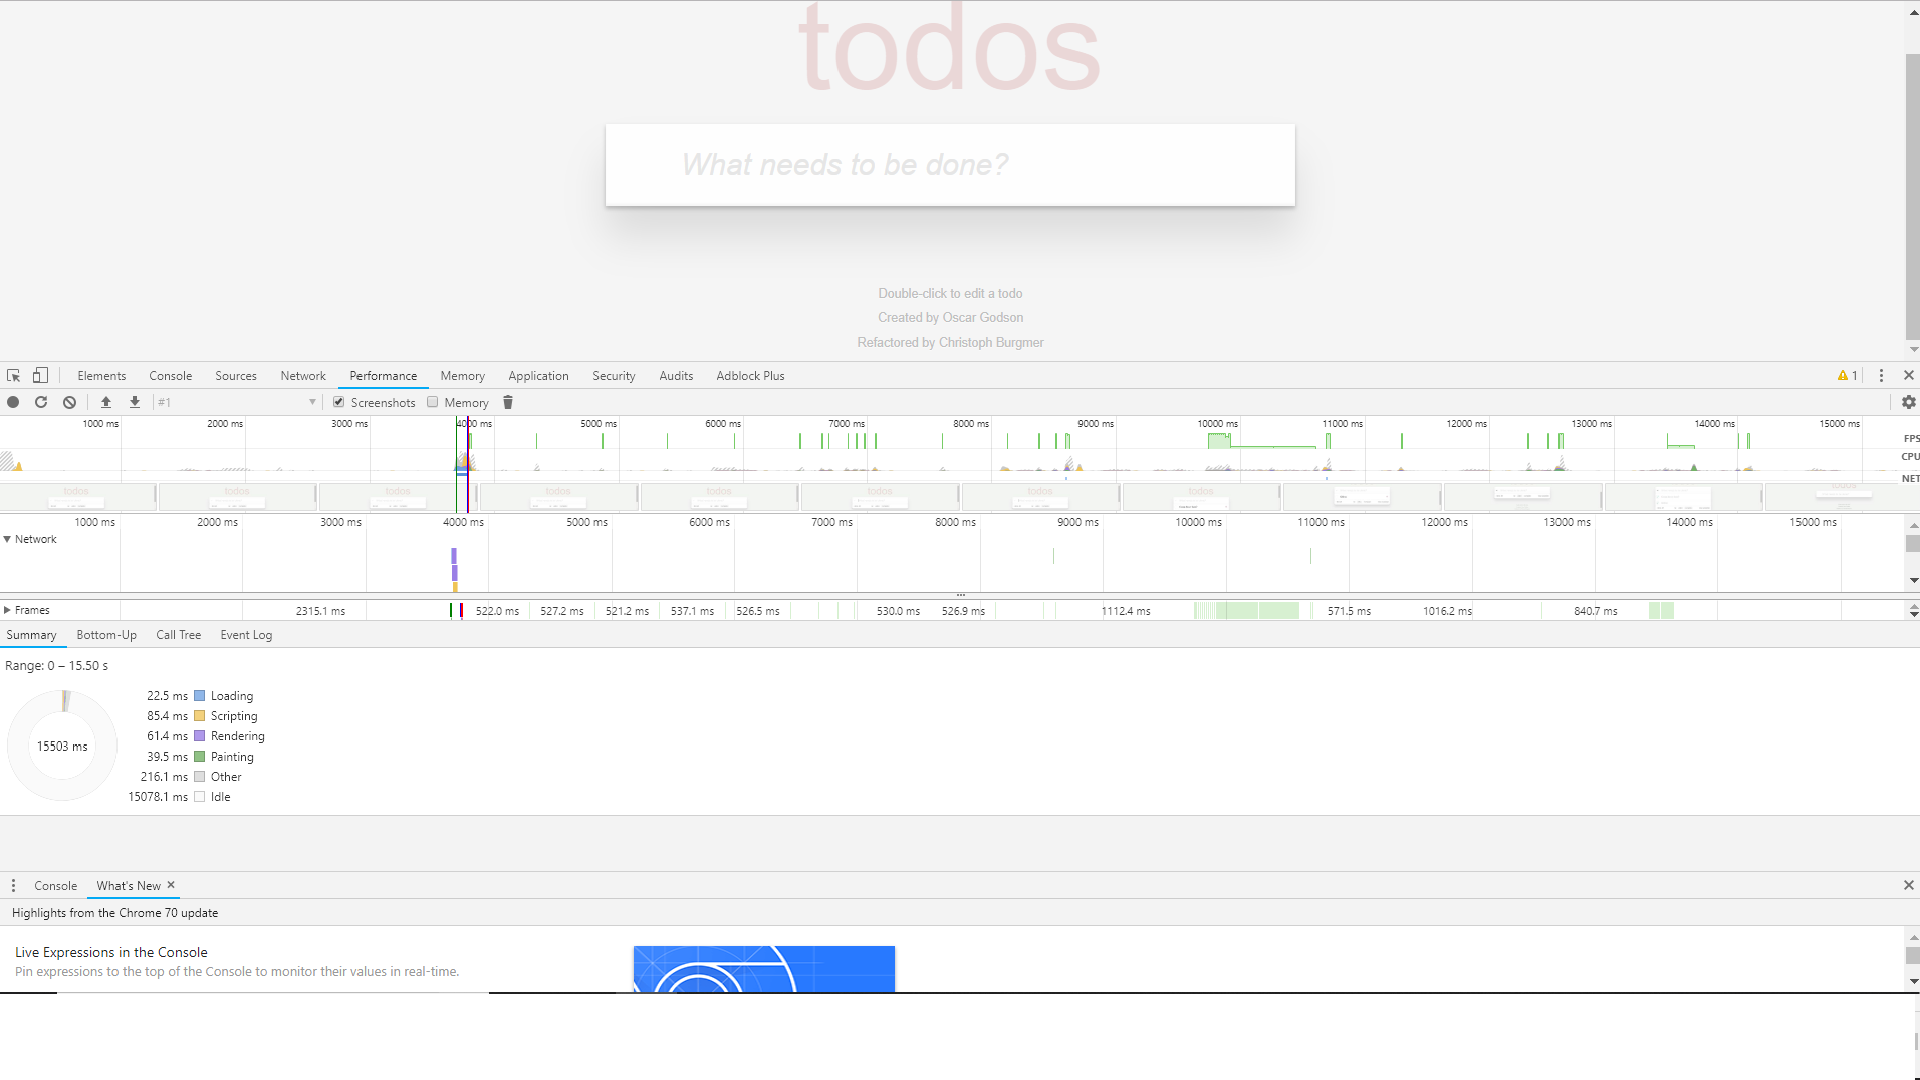 todos
What needs to be done?
Double-click to edit a todo
Created by Oscar Godson
Refactored by Christoph Burgmer
Elements Console Sources Network Performance Memory Application Security Audits Adblock Plus 1
#1 Screenshots Memory
1000 ms 2000 ms 3000 ms 4000 ms 5000 ms 6000 ms 7000 ms 8000 ms 9000 ms 10000 ms 11000 ms 12000 ms 13000 ms 14000 ms 15000 ms
FPS
CPU
NET
todos todos todos todos todos todos todos todos
1000 ms 2000 ms 3000 ms 4000 ms 5000 ms 6000 ms 7000 ms 8000 ms 9000 ms 10000 ms 11000 ms 12000 ms 13000 ms 14000 ms 15000 ms
Network
Frames 2315.1 ms 522.0 ms 527.2 ms 521.2 ms 537.1 ms 526.5 ms 530.0 ms 526.9 ms 1112.4 ms 571.5 ms 1016.2 ms 840.7 ms
Summary Bottom-Up Call Tree Event Log
Range: 0 – 15.50 s
15503 ms
22.5 ms Loading
85.4 ms Scripting
61.4 ms Rendering
39.5 ms Painting
216.1 ms Other
15078.1 ms Idle
Console What's New
Highlights from the Chrome 70 update
Live Expressions in the Console
Pin expressions to the top of the Console to monitor their values in real-time.